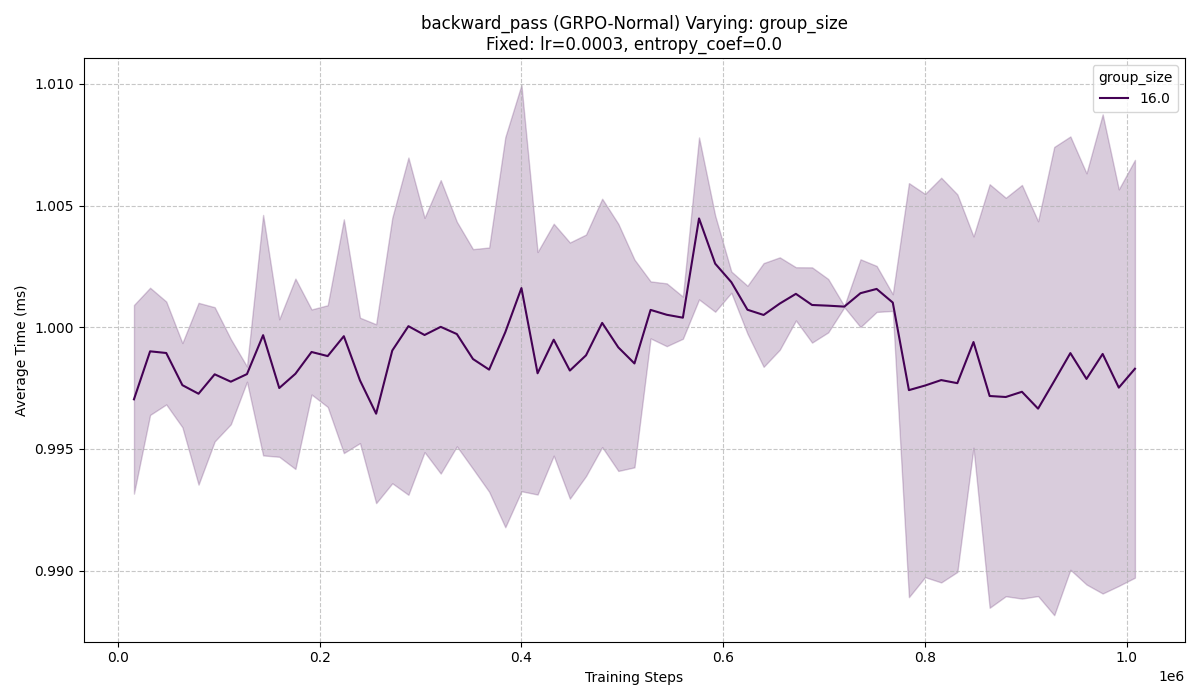 backward_pass (GRPO-Normal) Varying: group_size
Fixed: lr=0.0003, entropy_coef=0.0
group_size
16.0
Average Time (ms)
1.010
1.005
1.000
0.995
0.990
0.0
0.2
0.4
0.6
0.8
1.0
1e6
Training Steps